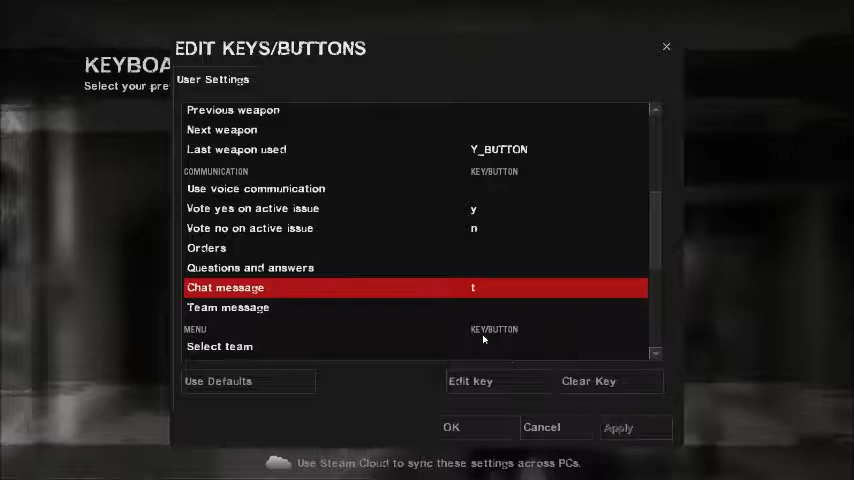 EDIT KEYS/BUTTONS
KEYBOA
Select your pre
User Settings
Previous weapon
Next weapon
Last weapon used Y_BUTTON
COMMUNICATION KEY/BUTTON
Use voice communication
Vote yes on active issue y
Vote no on active issue n
Orders
Questions and answers
Chat message t
Team message
MENU KEY/BUTTON
Select team
Use Defaults Edit key Clear Key
OK Cancel Apply
Use Steam Cloud to sync these settings across PCs.